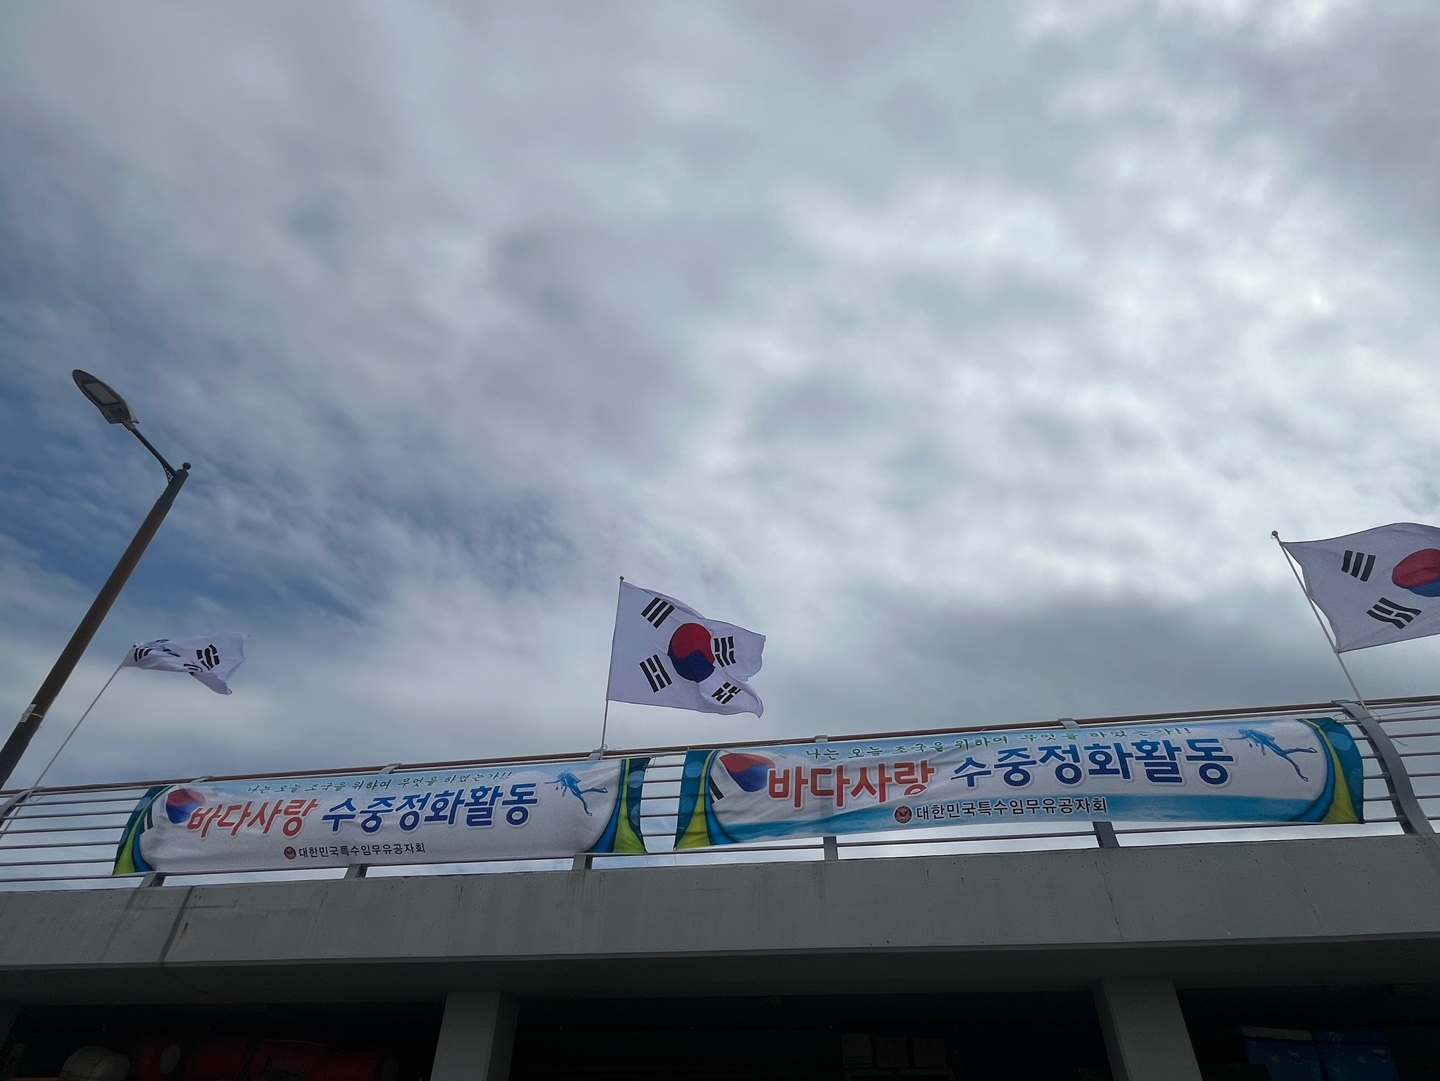 나는 오늘 조국을 위하여 무엇을 하였는가!!
바다사랑 수중정화활동
대한민국특수임무유공자회
나는 오늘 조국을 위하여 무엇을 하였는가!!
바다사랑 수중정화활동
대한민국특수임무유공자회